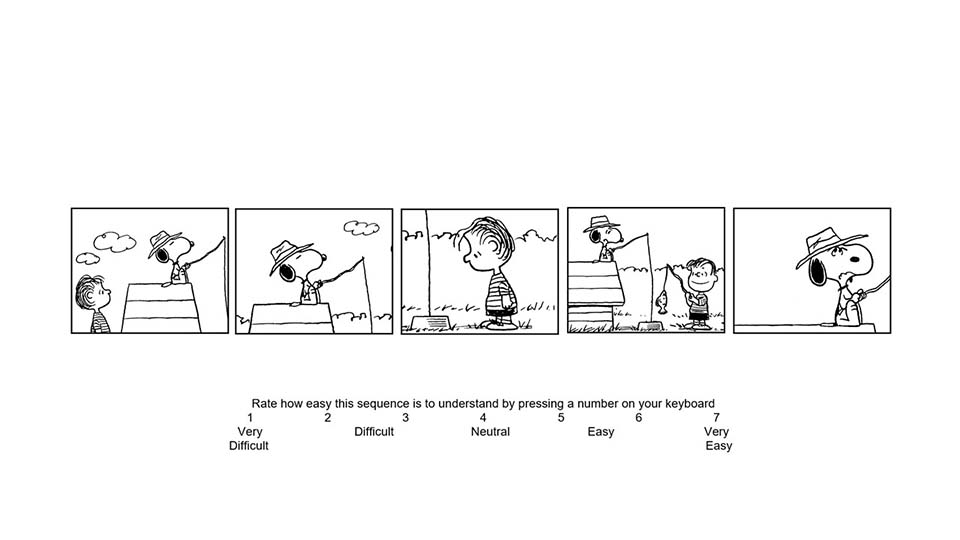 Rate how easy this sequence is to understand by pressing a number on your keyboard
1 2 3 4 5 6 7
Very Difficult Neutral Easy Very
Difficult Easy